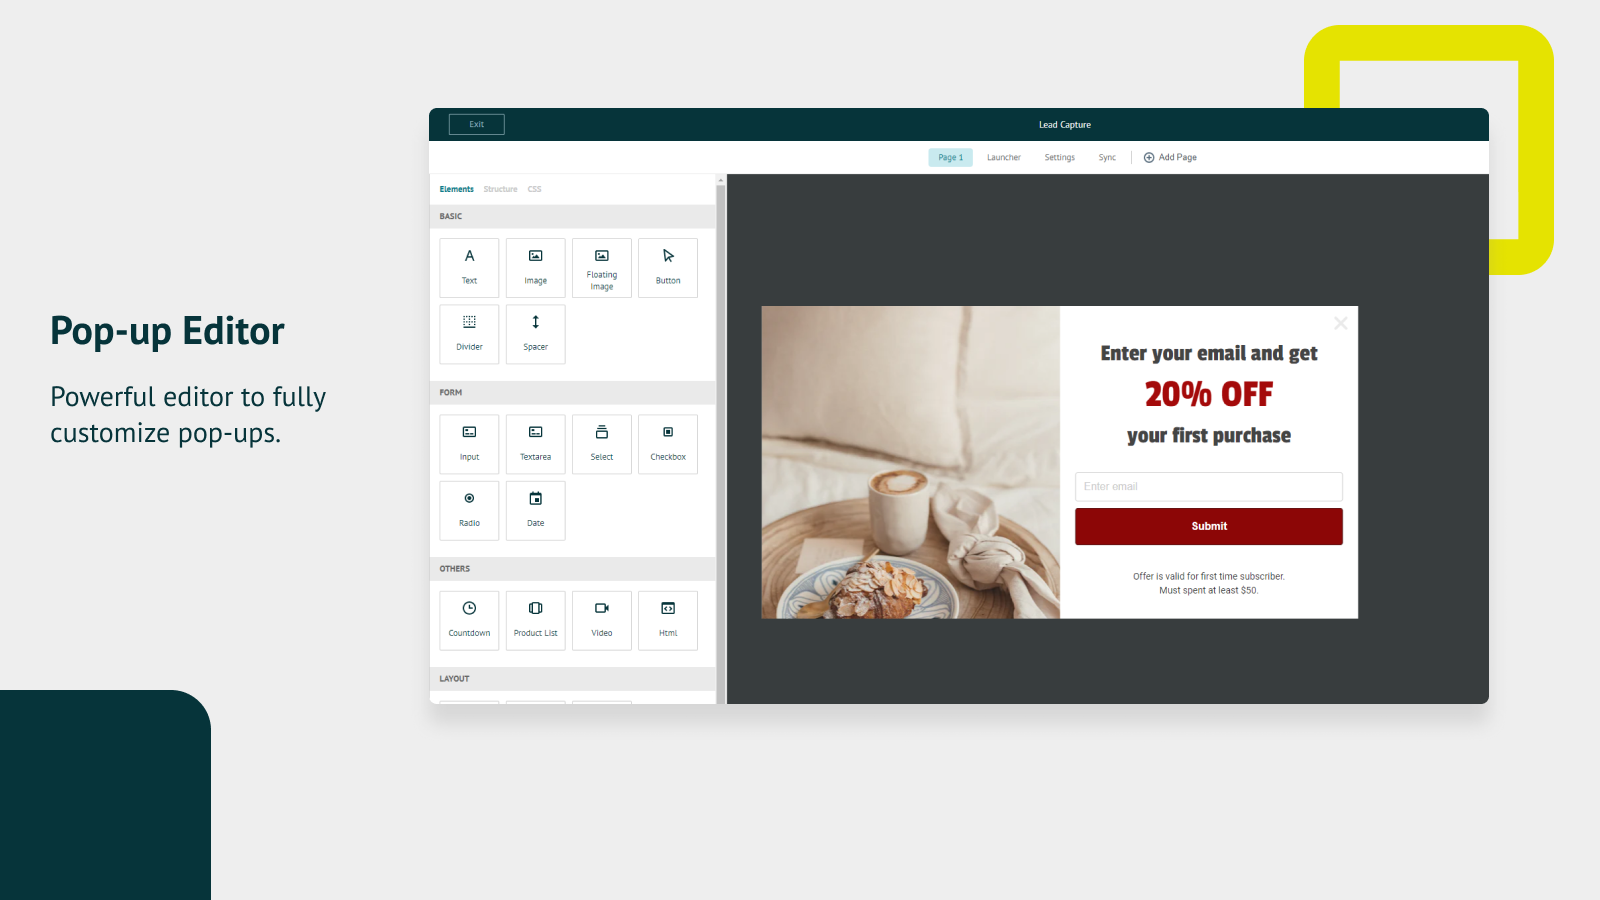 Pop-up Editor
Powerful editor to fully
customize pop-ups.
Exit
Lead Capture
Page 1
Launcher
Settings
Sync
Add Page
Elements
Structure
CSS
BASIC
Text
Image
Floating
Image
Button
Divider
Spacer
FORM
Input
Textarea
Select
Checkbox
Radio
Date
OTHERS
Countdown
Product List
Video
Html
LAYOUT
Enter your email and get
20% OFF
your first purchase
Enter email
Submit
Offer is valid for first time subscriber.
Must spent at least $50.